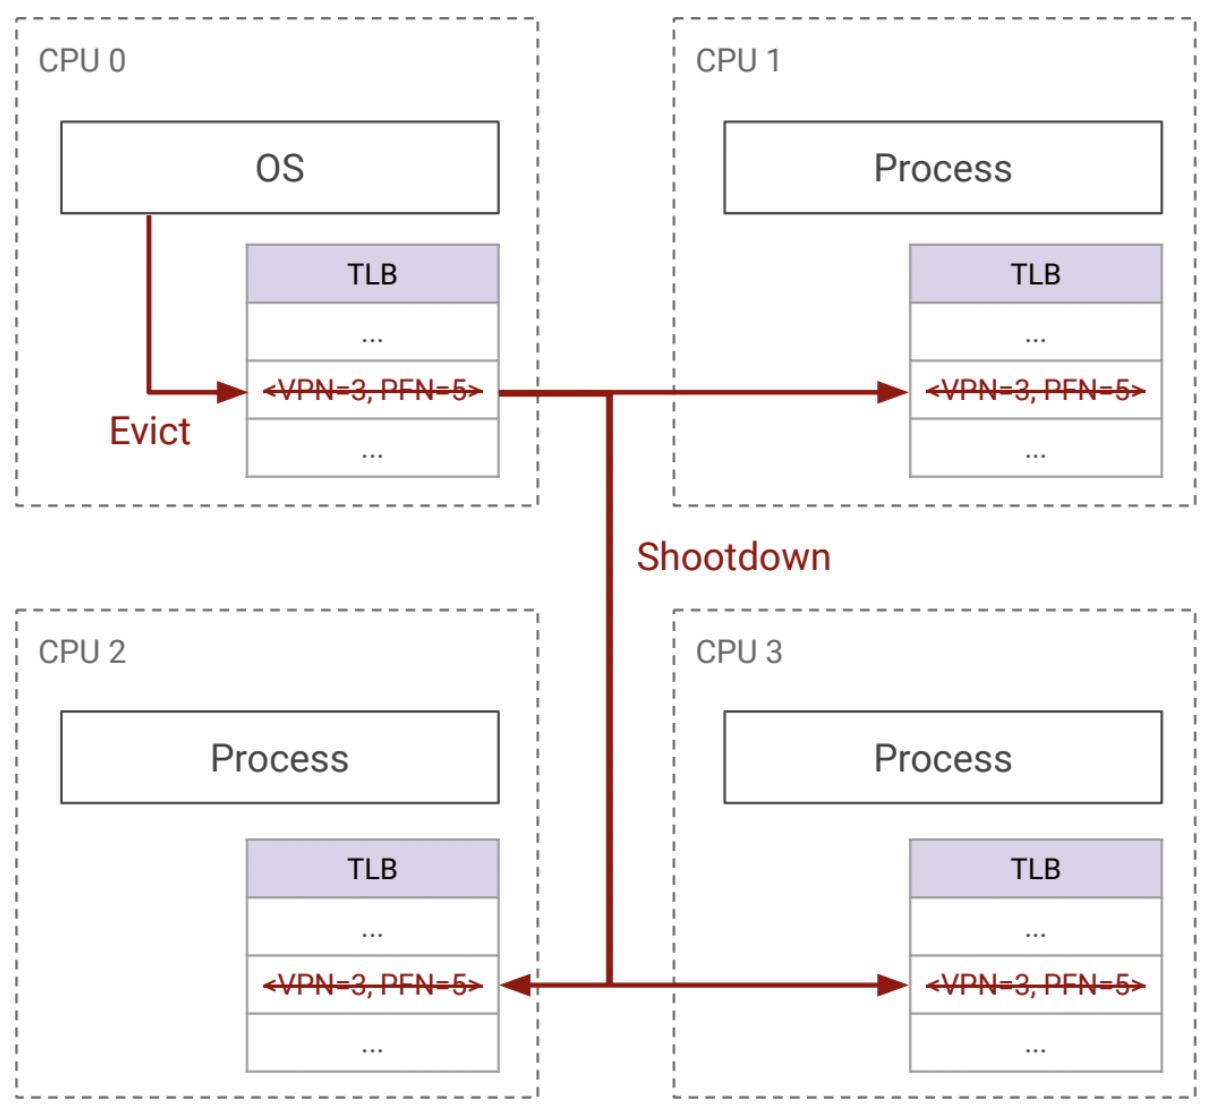 CPU 0
OS
TLB
...
<VPN=3, PFN=5>
...
Evict
CPU 1
Process
TLB
...
<VPN=3, PFN=5>
...
Shootdown
CPU 2
Process
TLB
...
<VPN=3, PFN=5>
...
CPU 3
Process
TLB
...
<VPN=3, PFN=5>
...